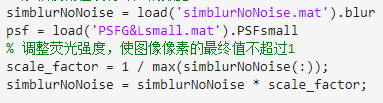 simblurNoNoise = load('simblurNoNoise.mat').blur
psf = load('PSFG&Lsmall.mat').PSFsmall
% 调整荧光强度，使图像像素的最终值不超过1
scale_factor = 1 / max(simblurNoNoise(:));
simblurNoNoise = simblurNoNoise * scale_factor;